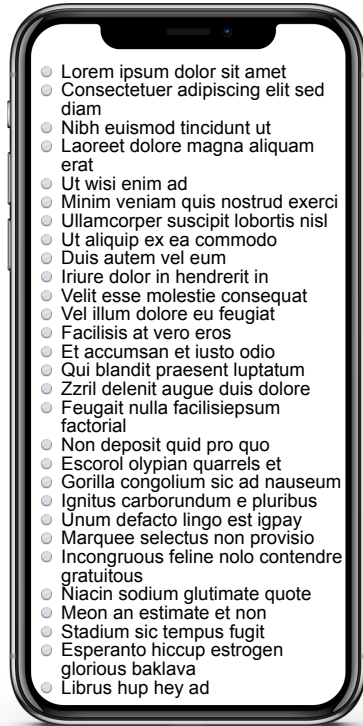 Lorem ipsum dolor sit amet
Consectetuer adipiscing elit sed
diam
Nibh euismod tincidunt ut
Laoreet dolore magna aliquam
erat
Ut wisi enim ad
Minim veniam quis nostrud exerci
Ullamcorper suscipit lobortis nisl
Ut aliquip ex ea commodo
Duis autem vel eum
Iriure dolor in hendrerit in
Velit esse molestie consequat
Vel illum dolore eu feugiat
Facilisis at vero eros
Et accumsan et iusto odio
Qui blandit praesent luptatum
Zzril delenit augue duis dolore
Feugait nulla facilisiepsum
factorial
Non deposit quid pro quo
Escorol olypian quarrels et
Gorilla congolium sic ad nauseum
Ignitus carborundum e pluribus
Unum defacto lingo est igpay
Marquee selectus non provisio
Incongruous feline nolo contendre
gratuitous
Niacin sodium glutimate quote
Meon an estimate et non
Stadium sic tempus fugit
Esperanto hiccup estrogen
glorious baklava
Librus hup hey ad